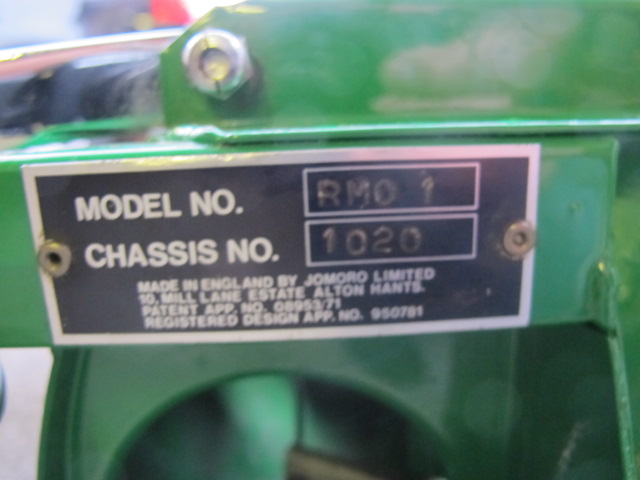 MODEL NO. RMO 1
CHASSIS NO. 1020
MADE IN ENGLAND BY JOMORO LIMITED
10, MILL LANE ESTATE ALTON HANTS.
PATENT APP. NO. 08953/71
REGISTERED DESIGN APP. NO. 950781